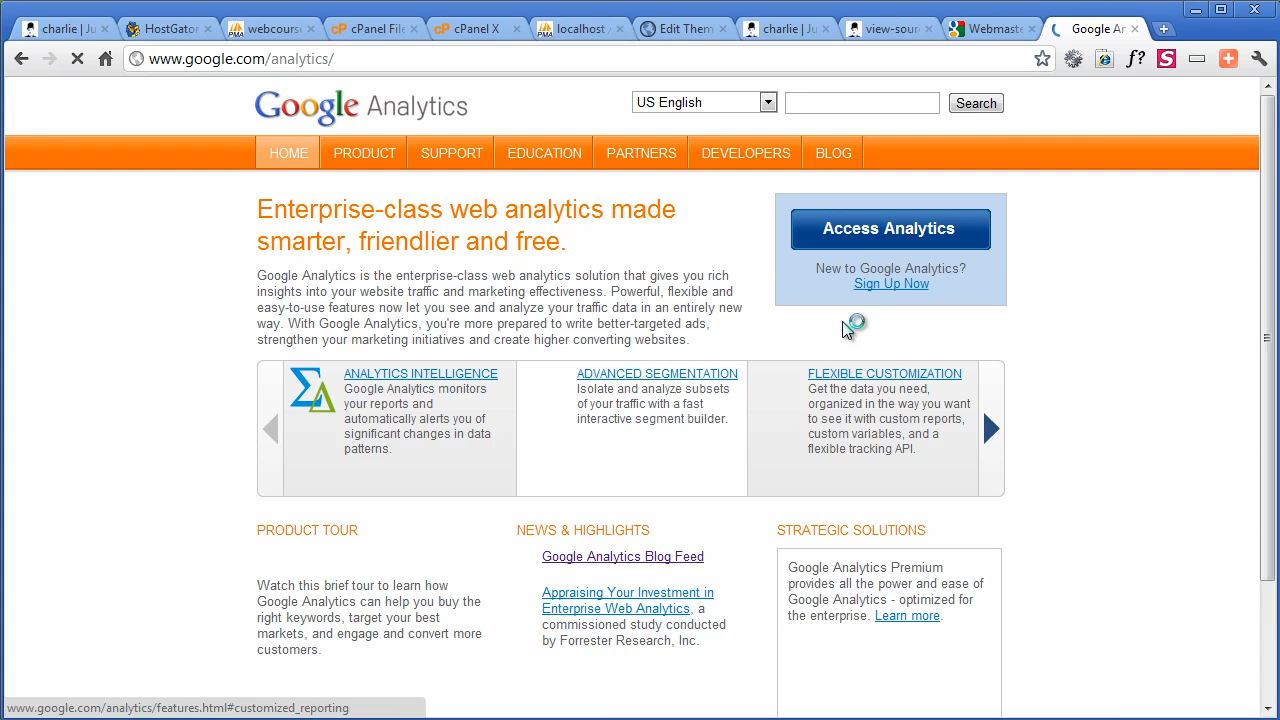 charlie | Ju
HostGator
webcourse
cPanel File
cPanel X
localhost /
Edit Them
charlie | Ju
view-sour
Webmaste
Google An
www.google.com/analytics/
Google Analytics
US English
Search
HOME
PRODUCT
SUPPORT
EDUCATION
PARTNERS
DEVELOPERS
BLOG
Enterprise-class web analytics made
smarter, friendlier and free.
Google Analytics is the enterprise-class web analytics solution that gives you rich
insights into your website traffic and marketing effectiveness. Powerful, flexible and
easy-to-use features now let you see and analyze your traffic data in an entirely new
way. With Google Analytics, you're more prepared to write better-targeted ads,
strengthen your marketing initiatives and create higher converting websites.
Access Analytics
New to Google Analytics?
Sign Up Now
ANALYTICS INTELLIGENCE
Google Analytics monitors
your reports and
automatically alerts you of
significant changes in data
patterns.
ADVANCED SEGMENTATION
Isolate and analyze subsets
of your traffic with a fast
interactive segment builder.
FLEXIBLE CUSTOMIZATION
Get the data you need,
organized in the way you want
to see it with custom reports,
custom variables, and a
flexible tracking API.
PRODUCT TOUR
Watch this brief tour to learn how
Google Analytics can help you buy the
right keywords, target your best
markets, and engage and convert more
customers.
NEWS & HIGHLIGHTS
Google Analytics Blog Feed
Appraising Your Investment in
Enterprise Web Analytics, a
commissioned study conducted
by Forrester Research, Inc.
STRATEGIC SOLUTIONS
Google Analytics Premium
provides all the power and ease of
Google Analytics - optimized for
the enterprise. Learn more.
www.google.com/analytics/features.html#customized_reporting